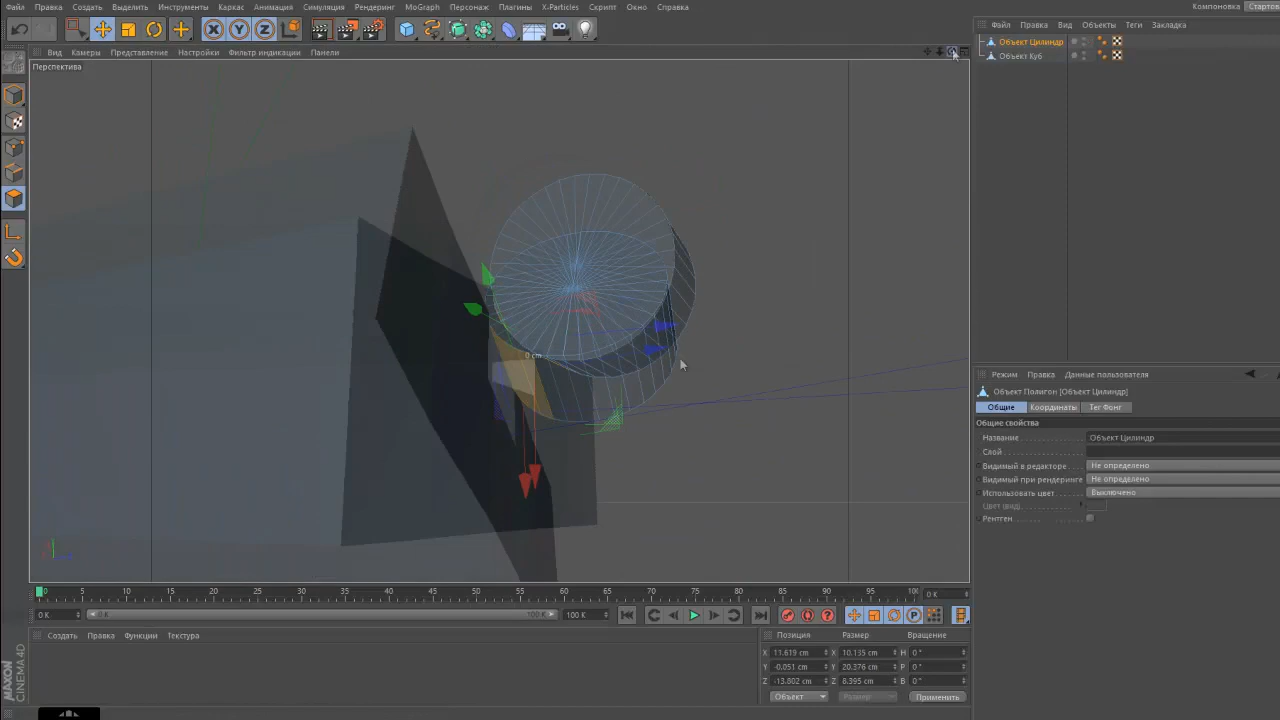 Файл Правка Создать Выделить Инструменты Каркас Анимация Симуляция Рендеринг MoGraph Персонаж Плагины X-Particles Скрипт Окно Справка
Компоновка Стартов
Файл Правка Вид Объекты Теги Закладка
Вид Камеры Представление Настройки Фильтр индикации Панели
Перспектива
Объект Цилиндр
Объект Куб
0 cm
Режим Правка Данные пользователя
Объект Полигон [Объект Цилиндр]
Общие Координаты Тег Фонг
Общие свойства
Название Объект Цилиндр
Слой
Видимый в редакторе Не определено
Видимый при рендеринге Не определено
Использовать цвет Выключено
Цвет (вид)
Рентген
0 5 10 15 20 25 30 35 40 45 50 55 60 65 70 75 80 85 90 95 100
0 K
0 K 0 K 100 K 100 K
Создать Правка Функции Текстура
Позиция Размер Вращение
X 11.619 cm X 10.135 cm H 0 °
Y -0.051 cm Y 20.376 cm P 0 °
Z -13.802 cm Z 8.395 cm B 0 °
Объект Размер Применить
MAXON CINEMA 4D